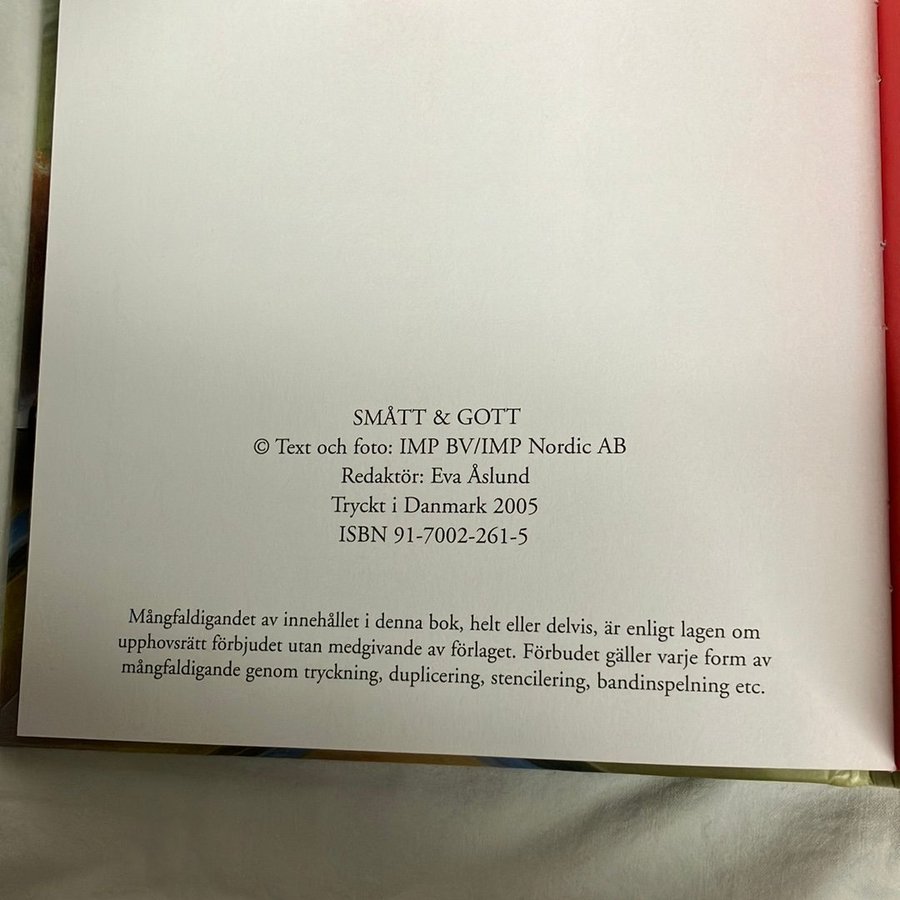 SMÅTT & GOTT
© Text och foto: IMP BV/IMP Nordic AB
Redaktör: Eva Åslund
Tryckt i Danmark 2005
ISBN 91-7002-261-5
Mångfaldigandet av innehållet i denna bok, helt eller delvis, är enligt lagen om
upphovsrätt förbjudet utan medgivande av förlaget. Förbudet gäller varje form av
mångfaldigande genom tryckning, duplicering, stencilering, bandinspelning etc.